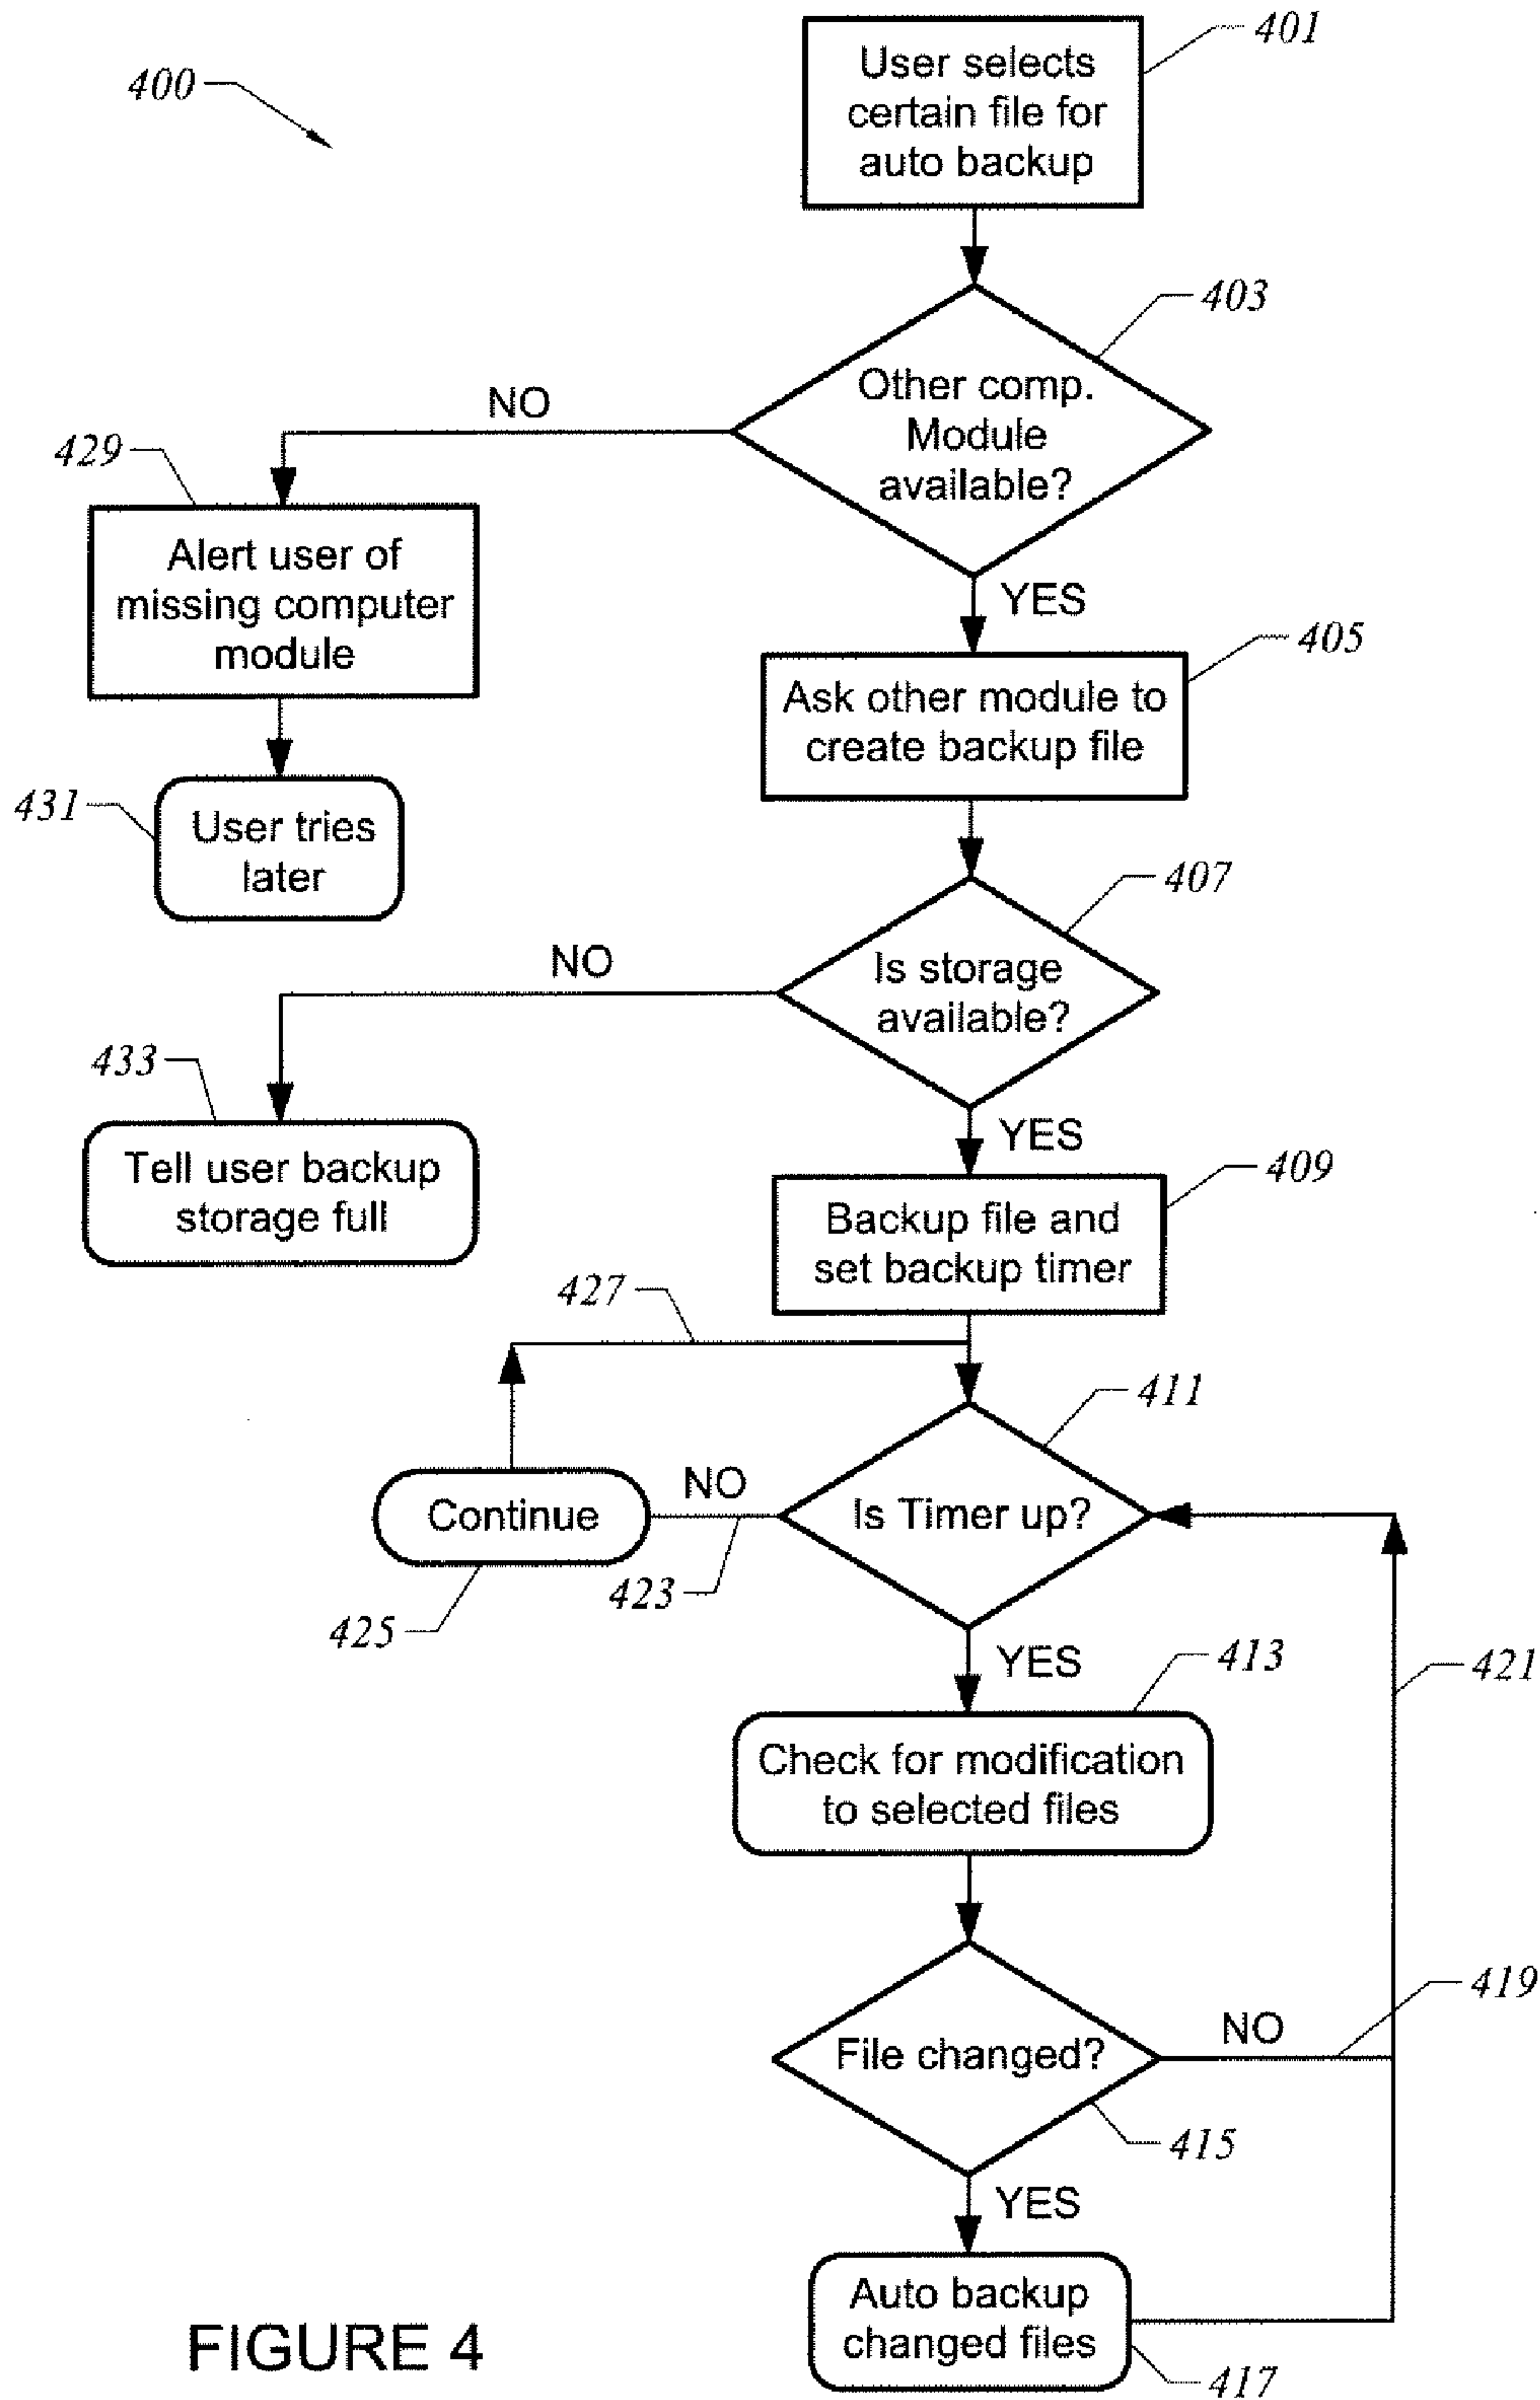 401
User selects
certain file for
auto backup
400
403
Other comp.
Module
available?
NO
429
Alert user of
missing computer
module
YES
405
Ask other module to
create backup file
431
User tries
later
407
Is storage
available?
NO
433
Tell user backup
storage full
YES
409
Backup file and
set backup timer
427
411
Is Timer up?
NO
Continue
423
425
YES
413
421
Check for modification
to selected files
419
File changed?
NO
415
YES
Auto backup
changed files
417
FIGURE 4